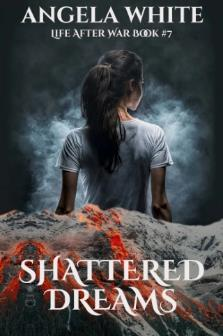 ANGELA WHITE
LIFE AFTER WAR BOOK #7
SHATTERED
DREAMS